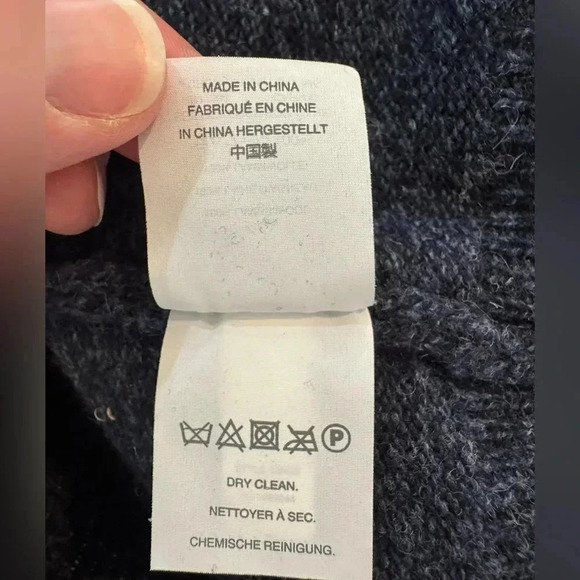 MADE IN CHINA
FABRIQUÉ EN CHINE
IN CHINA HERGESTELLT
中国製
P
DRY CLEAN.
NETTOYER À SEC.
CHEMISCHE REINIGUNG.